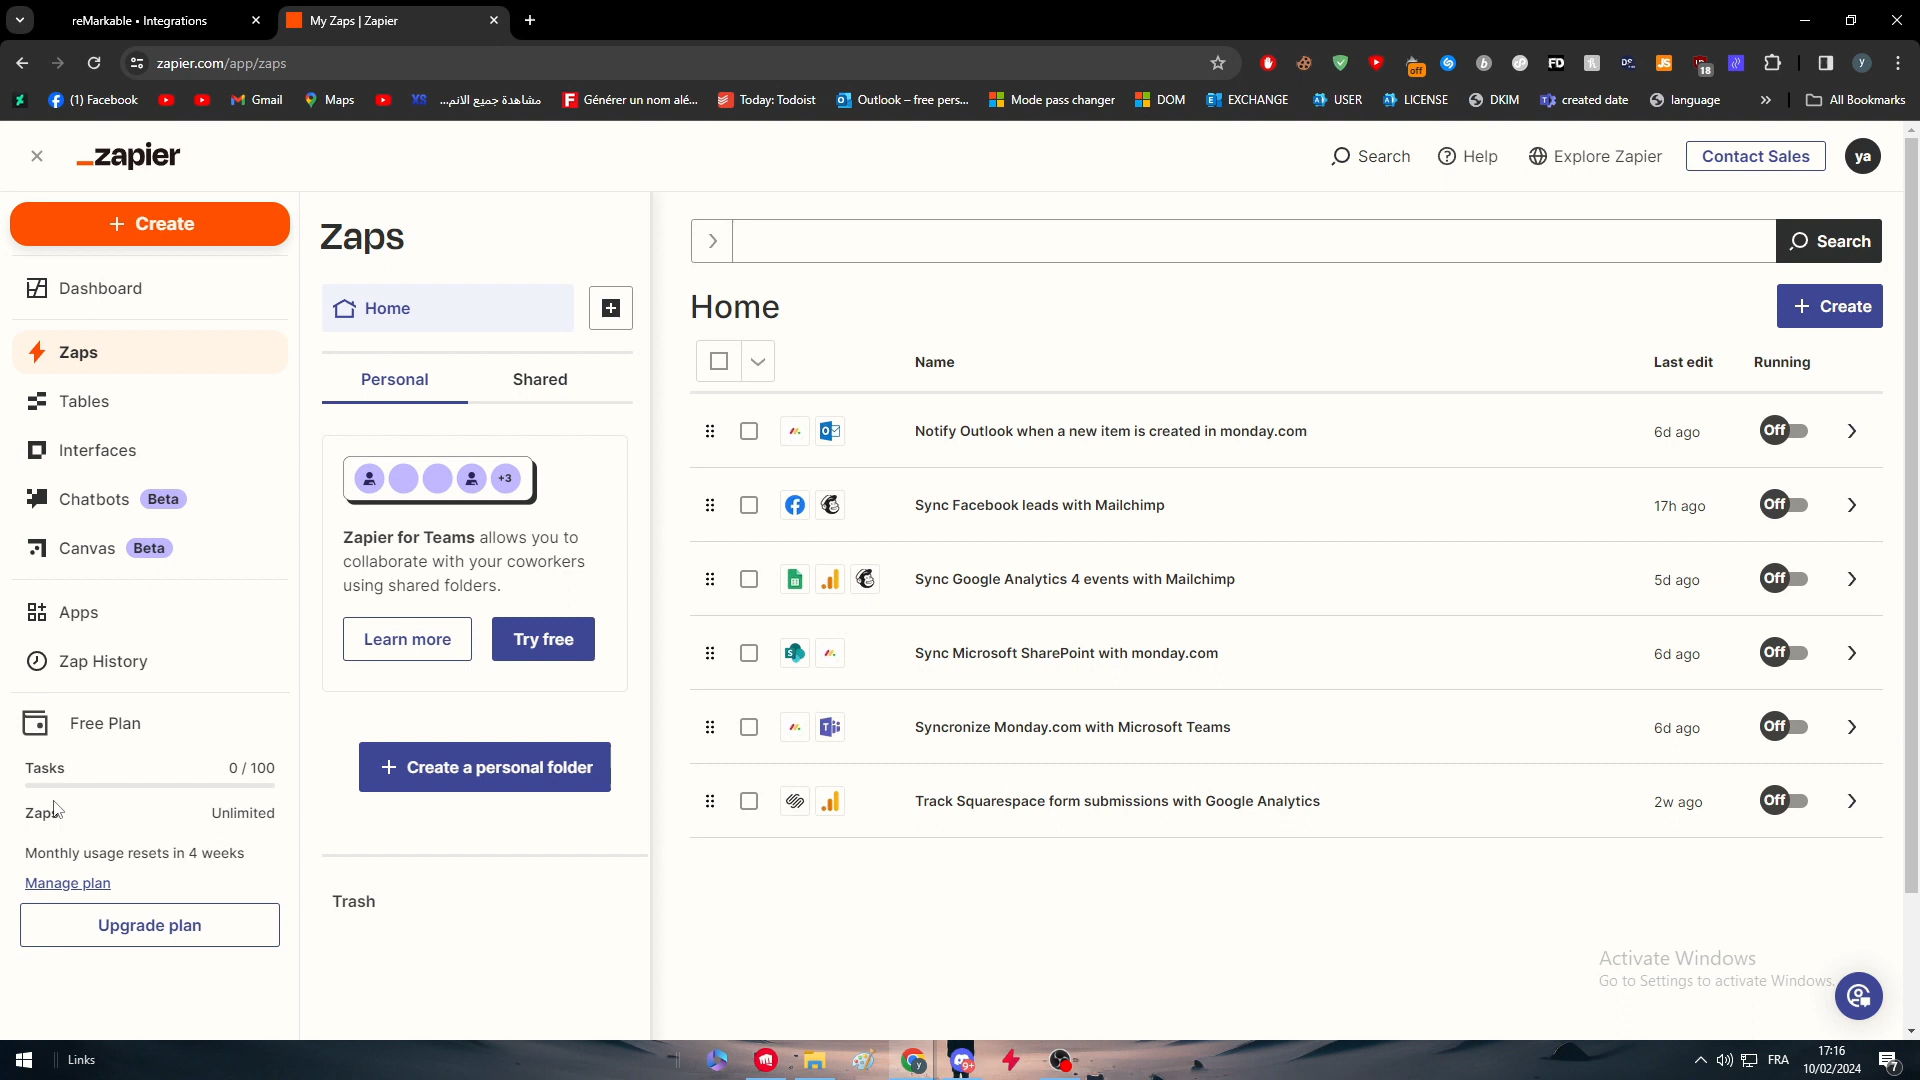 reMarkable • Integrations
My Zaps | Zapier
zapier.com/app/zaps
off
FD
JS
18
y
(1) Facebook
Gmail
Maps
XS
مشاهدة جميع الانم...
Générer un nom alé...
Today: Todoist
Outlook – free pers...
Mode pass changer
DOM
EXCHANGE
USER
LICENSE
DKIM
created date
language
»
All Bookmarks
_zapier
Search
Help
Explore Zapier
Contact Sales
ya
+ Create
Dashboard
Zaps
Tables
Interfaces
Chatbots Beta
Canvas Beta
Apps
Zap History
Free Plan
Tasks 0 / 100
Zaps Unlimited
Monthly usage resets in 4 weeks
Manage plan
Upgrade plan
Zaps
Home
Personal
Shared
+3
Zapier for Teams allows you to
collaborate with your coworkers
using shared folders.
Learn more
Try free
+ Create a personal folder
Trash
Search
Home
+ Create
Name Last edit Running
Notify Outlook when a new item is created in monday.com 6d ago Off
Sync Facebook leads with Mailchimp 17h ago Off
Sync Google Analytics 4 events with Mailchimp 5d ago Off
Sync Microsoft SharePoint with monday.com 6d ago Off
Syncronize Monday.com with Microsoft Teams 6d ago Off
Track Squarespace form submissions with Google Analytics 2w ago Off
Activate Windows
Go to Settings to activate Windows.
Links
9+
FRA
17:16
10/02/2024
7